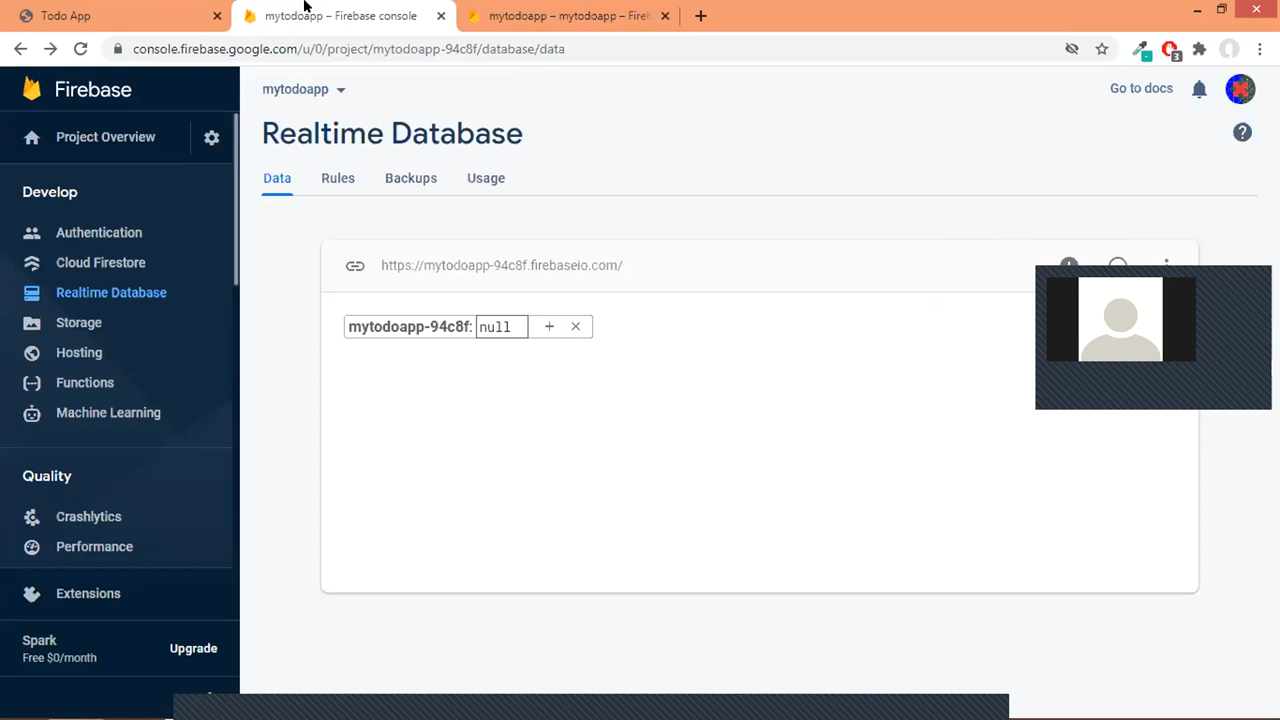 Todo App
mytodoapp – Firebase console
mytodoapp – mytodoapp – Fireb
console.firebase.google.com/u/0/project/mytodoapp-94c8f/database/data
3
Firebase
mytodoapp
Go to docs
Project Overview
Realtime Database
Data
Rules
Backups
Usage
Develop
Authentication
Cloud Firestore
Realtime Database
Storage
Hosting
Functions
Machine Learning
https://mytodoapp-94c8f.firebaseio.com/
mytodoapp-94c8f: null
Quality
Crashlytics
Performance
Extensions
Spark
Free $0/month
Upgrade